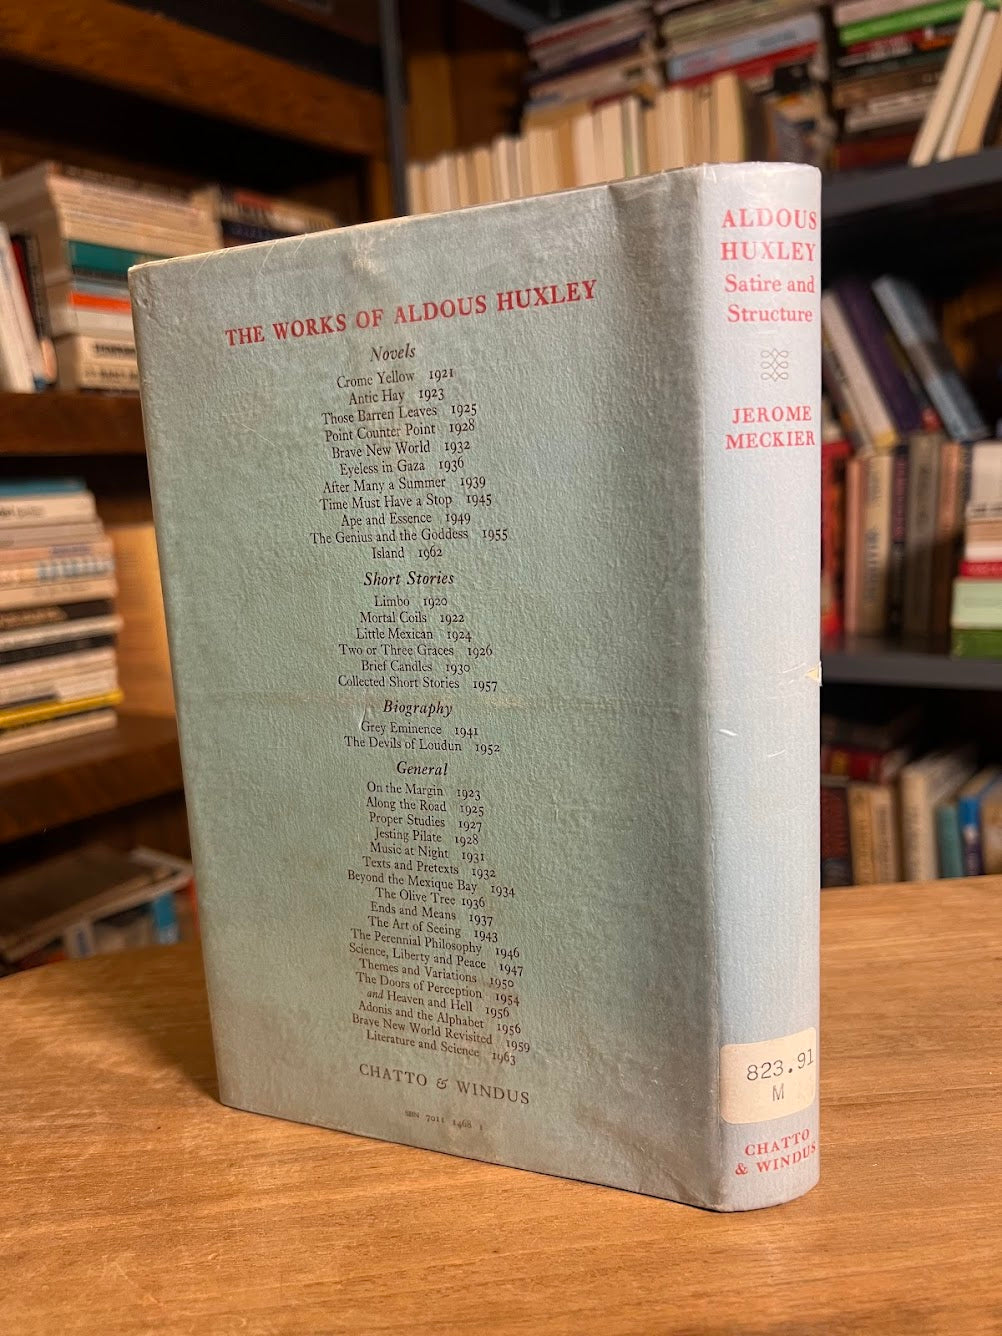 THE WORKS OF ALDOUS HUXLEY
Novels
Crome Yellow 1921
Antic Hay 1923
Those Barren Leaves 1925
Point Counter Point 1928
Brave New World 1932
Eyeless in Gaza 1936
After Many a Summer 1939
Time Must Have a Stop 1945
Ape and Essence 1949
The Genius and the Goddess 1955
Island 1962
Short Stories
Limbo 1920
Mortal Coils 1922
Little Mexican 1924
Two or Three Graces 1926
Brief Candles 1930
Collected Short Stories 1957
Biography
Grey Eminence 1941
The Devils of Loudun 1952
General
On the Margin 1923
Along the Road 1925
Proper Studies 1927
Jesting Pilate 1928
Music at Night 1931
Texts and Pretexts 1932
Beyond the Mexique Bay 1934
The Olive Tree 1936
Ends and Means 1937
The Art of Seeing 1943
The Perennial Philosophy 1946
Science, Liberty and Peace 1947
Themes and Variations 1950
The Doors of Perception 1954
and Heaven and Hell 1956
Adonis and the Alphabet 1956
Brave New World Revisited 1959
Literature and Science 1963
CHATTO & WINDUS
SBN 7011 1468 1
ALDOUS
HUXLEY
Satire and
Structure
JEROME
MECKIER
823.91
M
CHATTO
& WINDUS